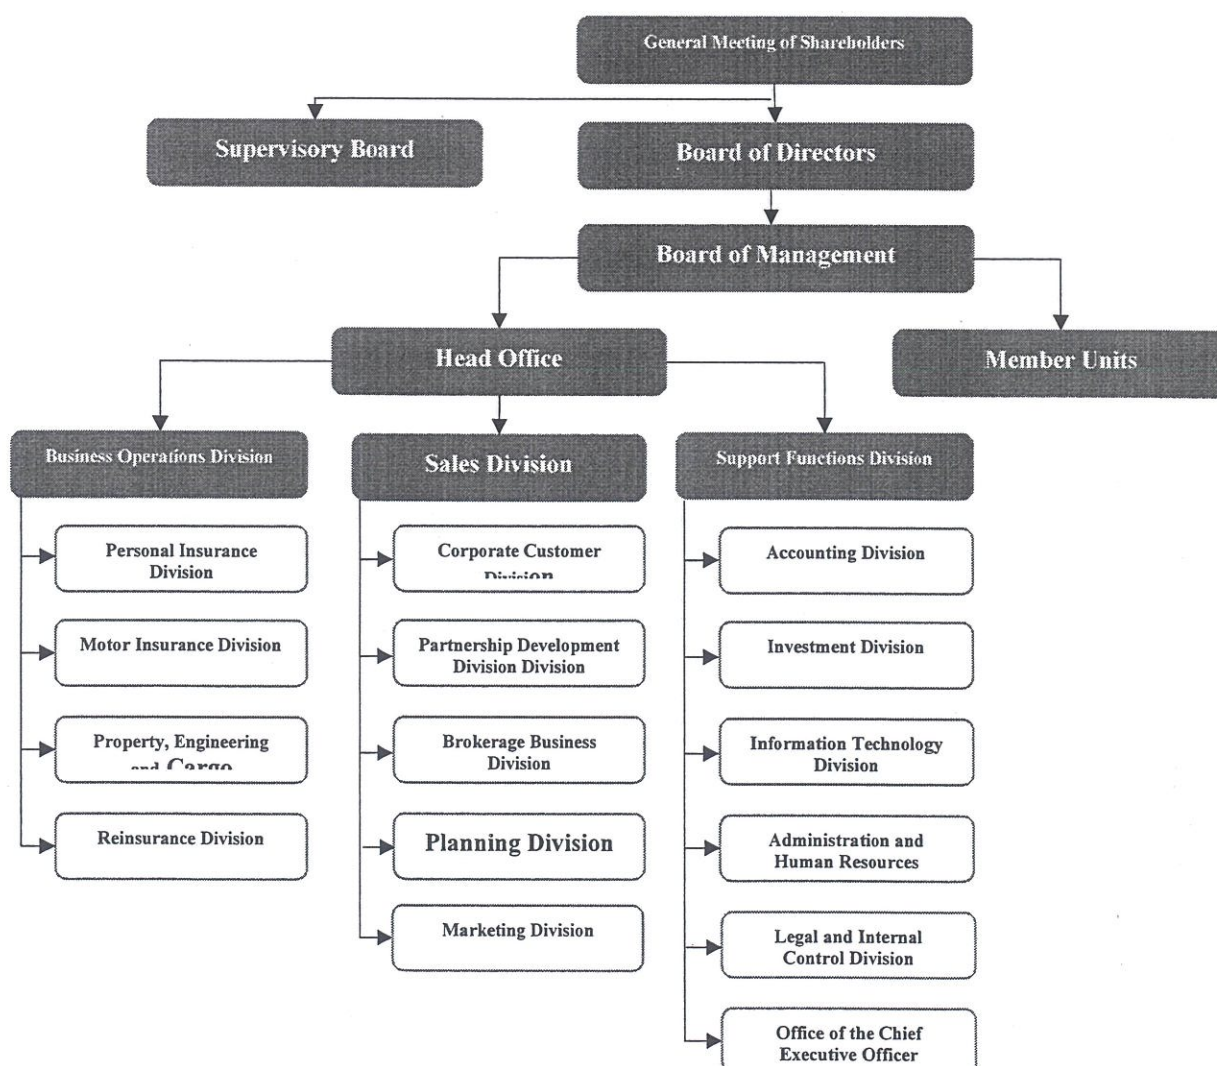 General Meeting of Shareholders
Supervisory Board
Board of Directors
Board of Management
Head Office
Member Units
Business Operations Division
Sales Division
Support Functions Division
Personal Insurance
Division
Motor Insurance Division
Property, Engineering
and Cargo
Reinsurance Division
Corporate Customer
Division
Partnership Development
Division Division
Brokerage Business
Division
Planning Division
Marketing Division
Accounting Division
Investment Division
Information Technology
Division
Administration and
Human Resources
Legal and Internal
Control Division
Office of the Chief
Executive Officer